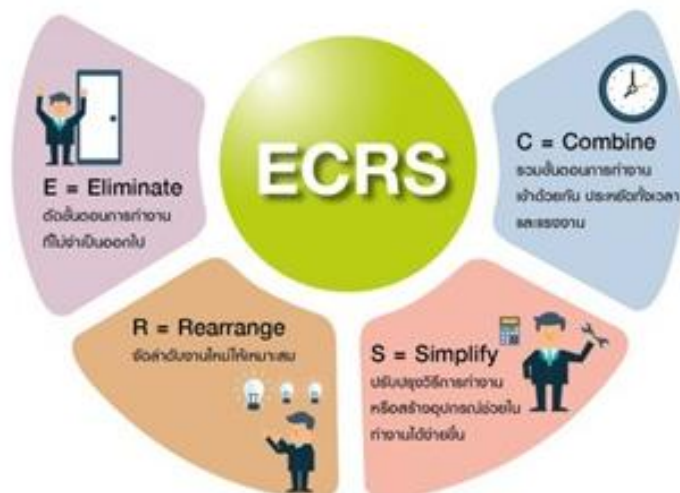 ECRS
E = Eliminate
ตัดขั้นตอนการทำงาน
ที่ไม่จำเป็นออกไป
C = Combine
รวมขั้นตอนการทำงาน
เข้าด้วยกัน ประหยัดทั้งเวลา
และแรงงาน
R = Rearrange
จัดลำดับงานใหม่ให้เหมาะสม
S = Simplify
ปรับปรุงวิธีการทำงาน
หรือสร้างอุปกรณ์ช่วยใน
ทำงานได้ง่ายขึ้น